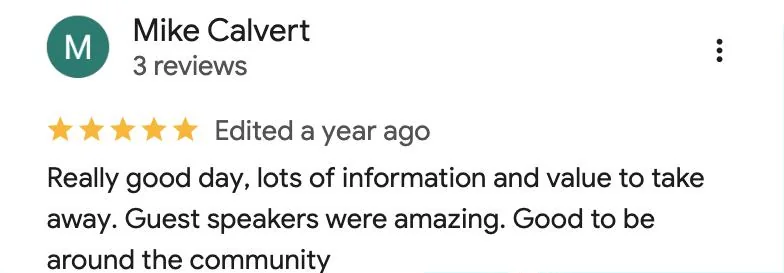 M
Mike Calvert
3 reviews
Edited a year ago
Really good day, lots of information and value to take
away. Guest speakers were amazing. Good to be
around the community